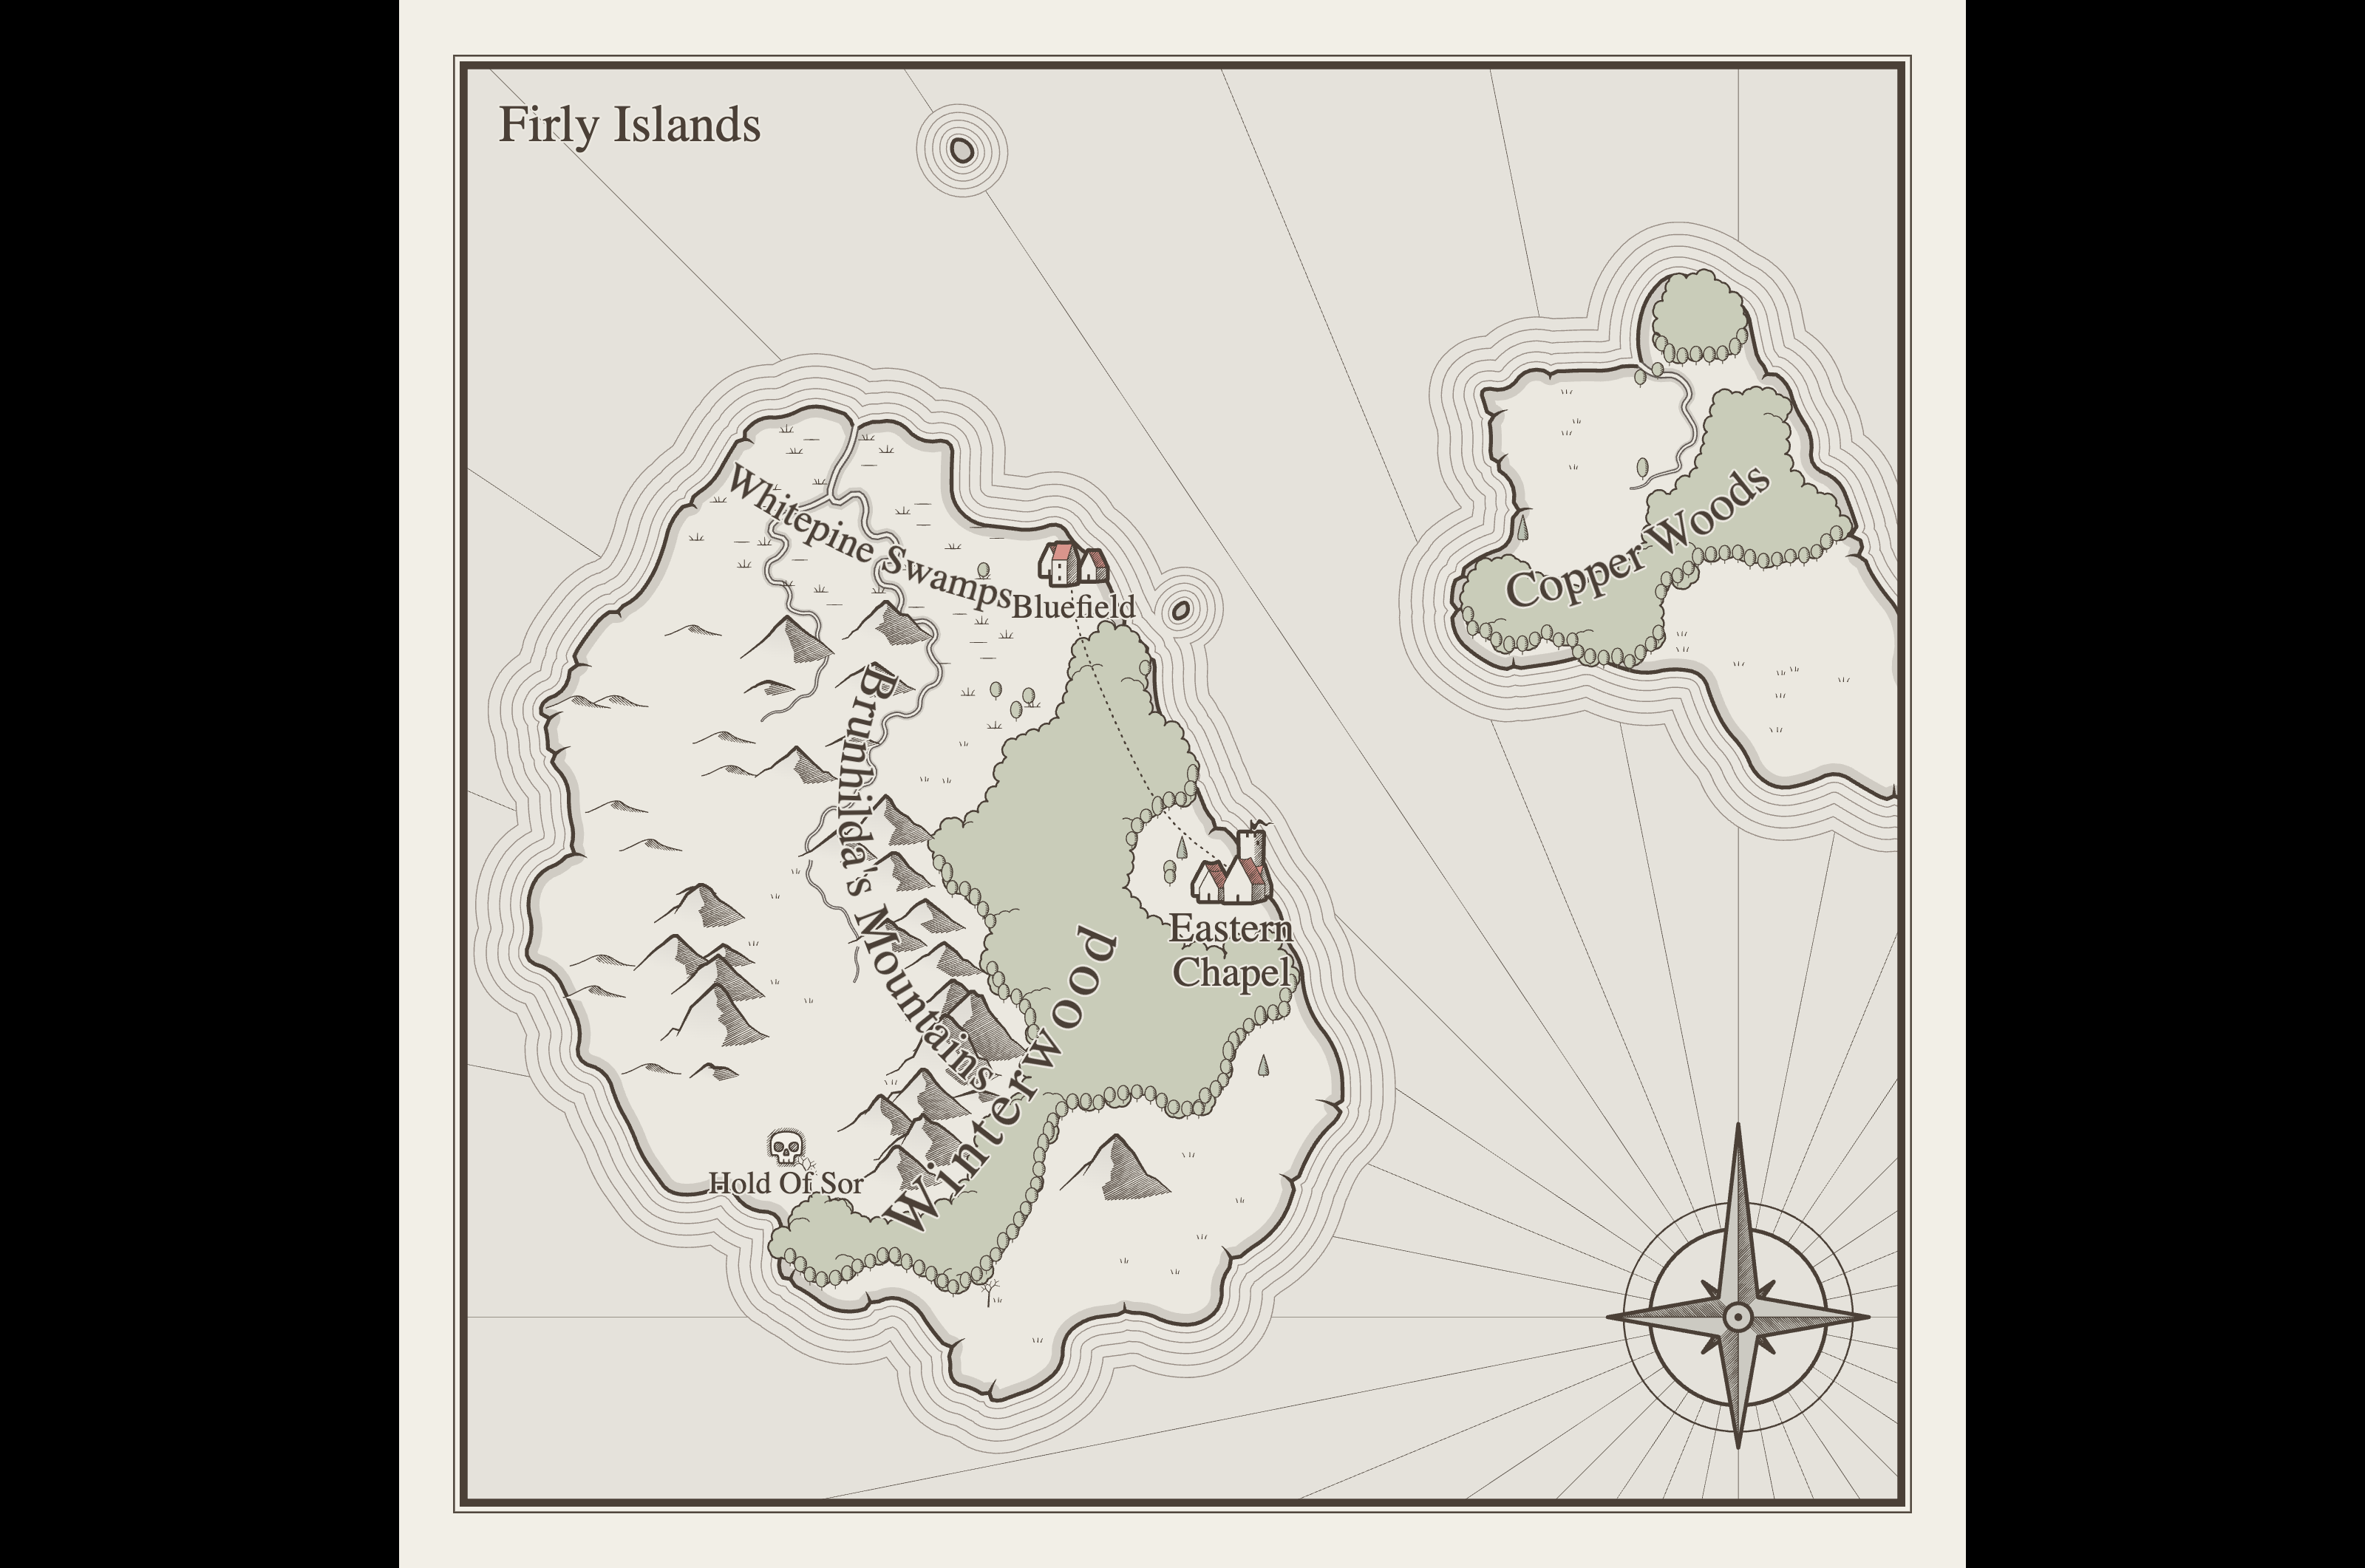 Firly Islands
Whitepine Swamps
Bluefield
Copper Woods
Brunhilda's Mountains
Eastern
Chapel
Winterwood
Hold Of Sor